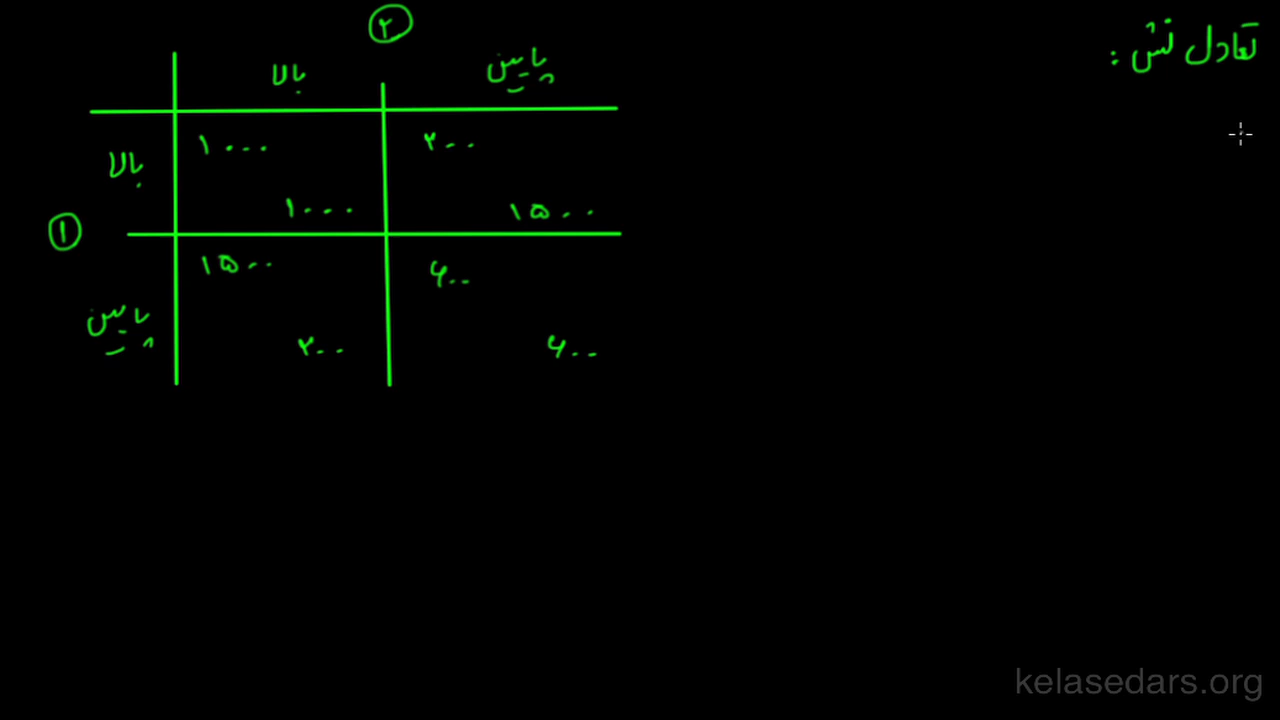 تعادل نش :
۲
بالا پایین
بالا ۱۰۰۰ ۲۰۰
۱۰۰۰ ۱۵۰۰
۱
پایین ۱۵۰۰ ۶۰۰
۲۰۰ ۶۰۰
kelasedars.org